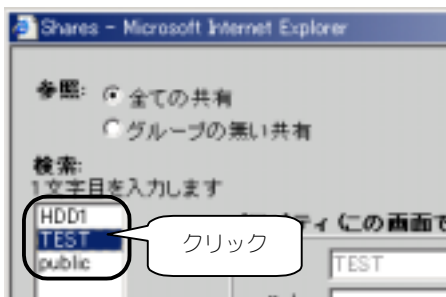 Shares - Microsoft Internet Explorer
参照: 全ての共有
グループの無い共有
検索:
1文字目を入力します
HDD1
TEST
public
クリック
ティ (この画面で
TEST